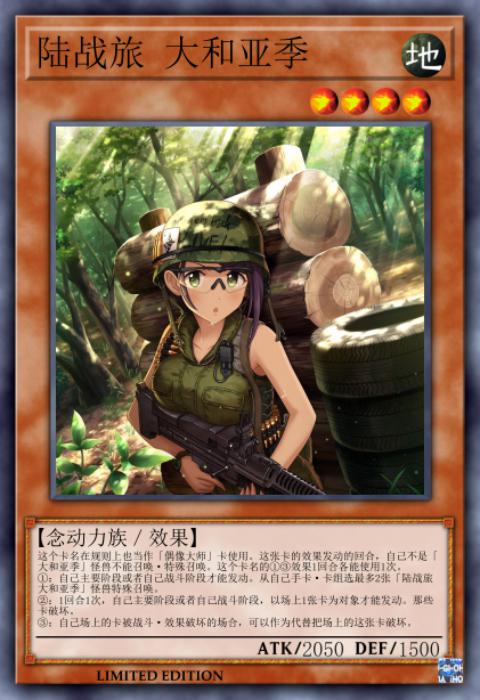 陆战旅 大和亚季
地
【念动力族 / 效果】
这个卡名在规则上也当作「偶像大师」卡使用。这张卡的效果发动的回合，自己不是「
大和亚季」怪兽不能召唤・特殊召唤。这个卡名的①③效果1回合各能使用1次。
①：自己主要阶段或者自己战斗阶段才能发动。从自己手卡・卡组选最多2张「陆战旅
大和亚季」怪兽特殊召唤。
②：1回合1次，自己主要阶段或者自己战斗阶段，以场上1张卡为对象才能发动。那些
卡破坏。
③：自己场上的卡被战斗・效果破坏的场合，可以作为代替把场上的这张卡破坏。
ATK/2050 DEF/1500
LIMITED EDITION